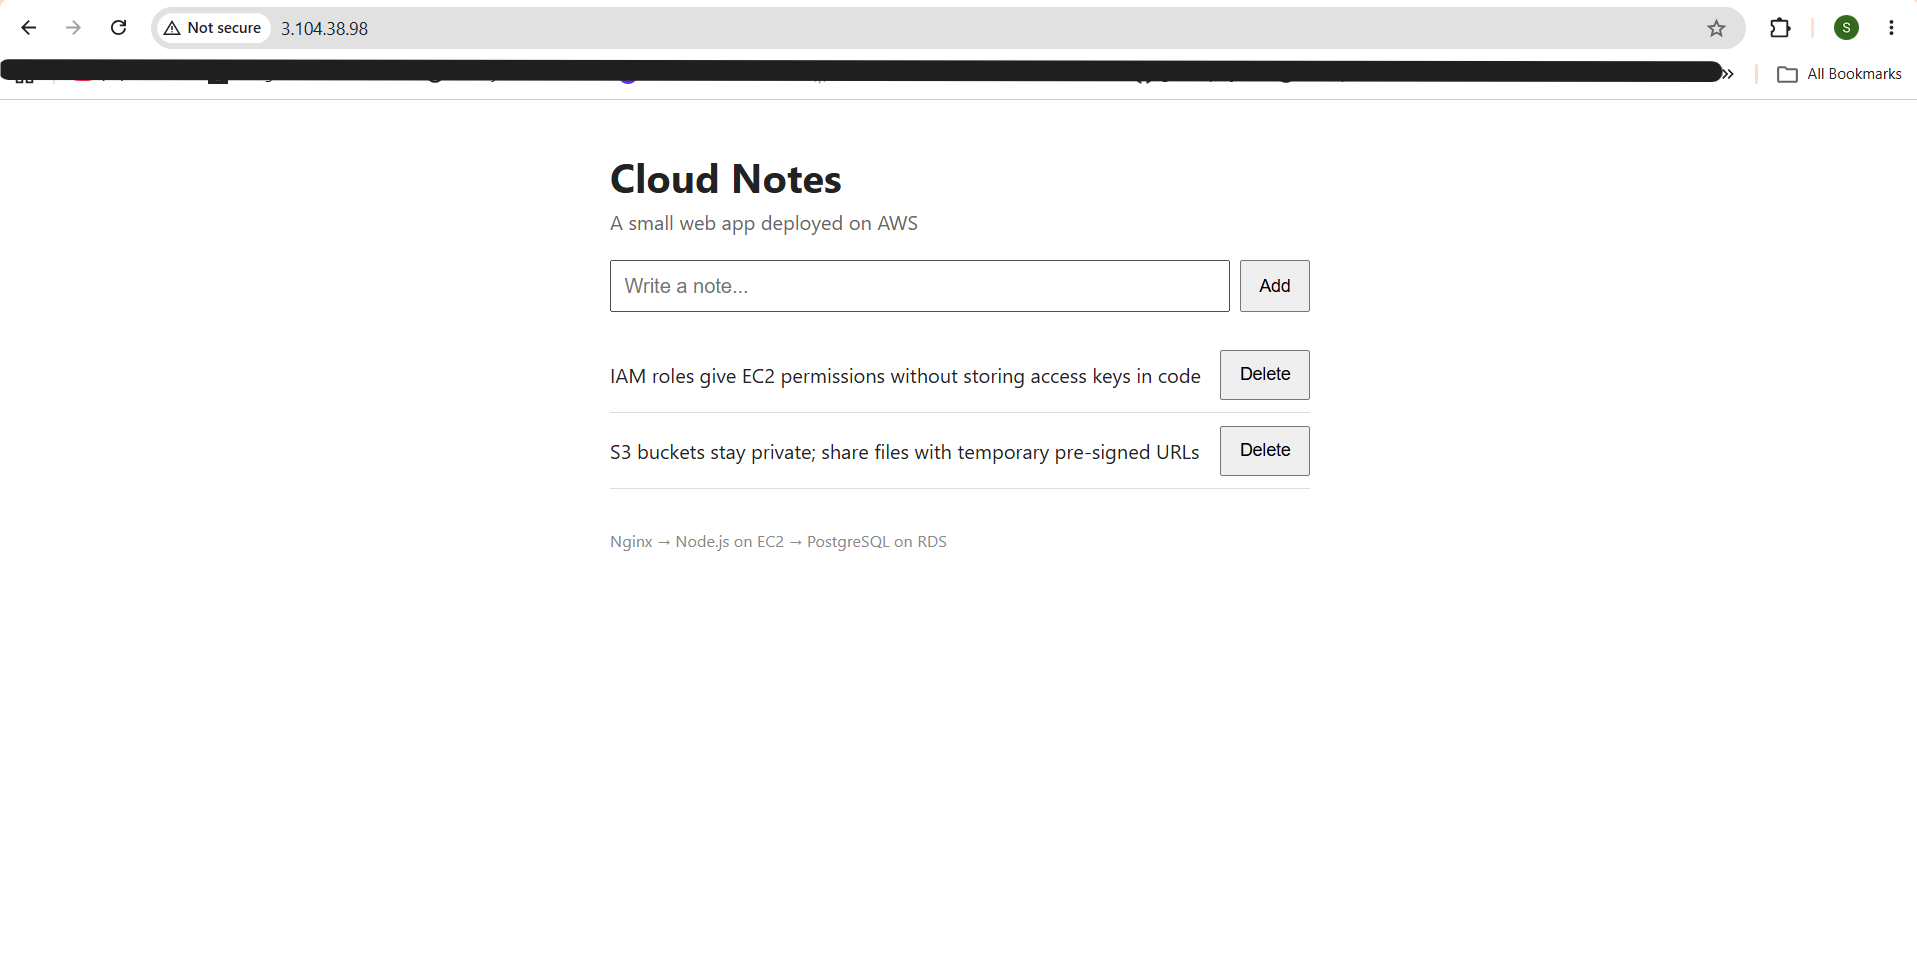 Not secure 3.104.38.98 S
All Bookmarks
Cloud Notes
A small web app deployed on AWS
Write a note... Add
IAM roles give EC2 permissions without storing access keys in code Delete
S3 buckets stay private; share files with temporary pre-signed URLs Delete
Nginx → Node.js on EC2 → PostgreSQL on RDS